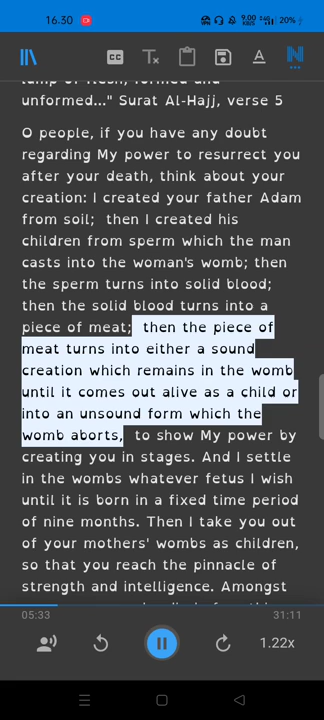 16.30
9,00
KB/S
20%
CC
N
lump of flesh, formed and
unformed..." Surat Al-Hajj, verse 5
O people, if you have any doubt
regarding My power to resurrect you
after your death, think about your
creation: I created your father Adam
from soil;  then I created his
children from sperm which the man
casts into the woman's womb; then
the sperm turns into solid blood;
then the solid blood turns into a
piece of meat;  then the piece of
meat turns into either a sound
creation which remains in the womb
until it comes out alive as a child or
into an unsound form which the
womb aborts,  to show My power by
creating you in stages. And I settle
in the wombs whatever fetus I wish
until it is born in a fixed time period
of nine months. Then I take you out
of your mothers' wombs as children,
so that you reach the pinnacle of
strength and intelligence. Amongst
05:33
31:11
1.22x